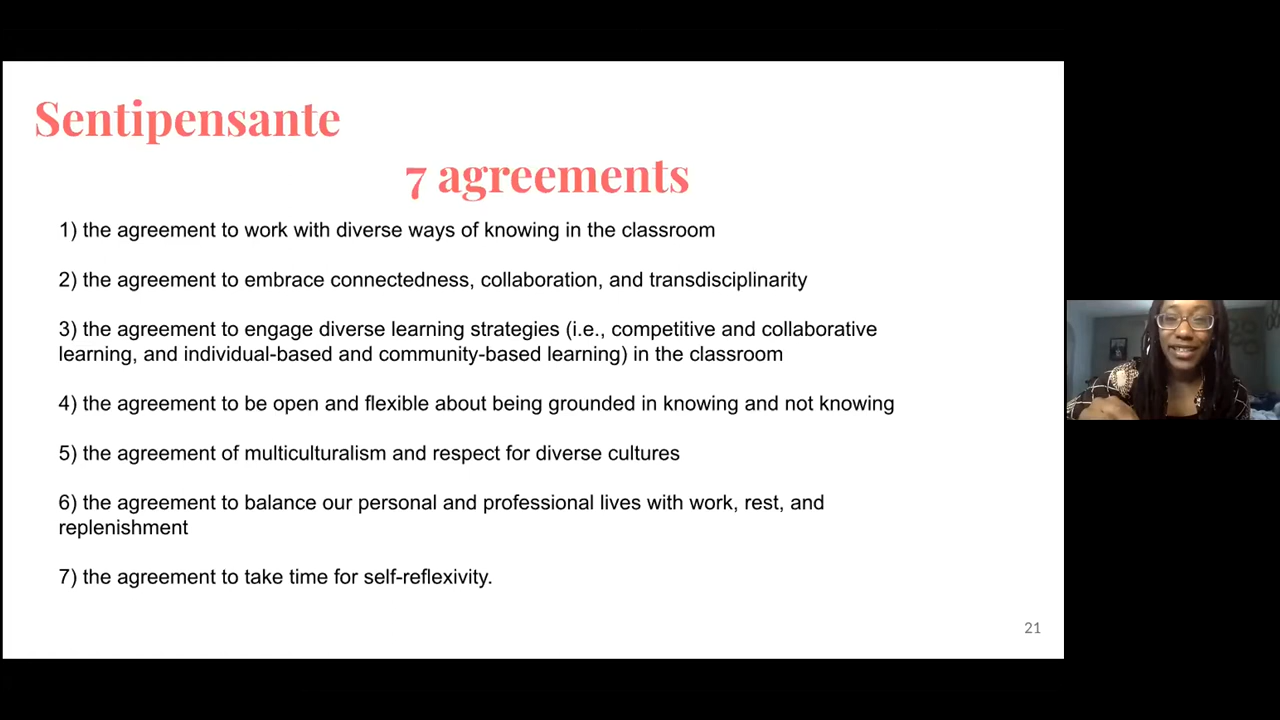 Sentipensante
7 agreements
1) the agreement to work with diverse ways of knowing in the classroom
2) the agreement to embrace connectedness, collaboration, and transdisciplinarity
3) the agreement to engage diverse learning strategies (i.e., competitive and collaborative
learning, and individual-based and community-based learning) in the classroom
4) the agreement to be open and flexible about being grounded in knowing and not knowing
5) the agreement of multiculturalism and respect for diverse cultures
6) the agreement to balance our personal and professional lives with work, rest, and
replenishment
7) the agreement to take time for self-reflexivity.
21